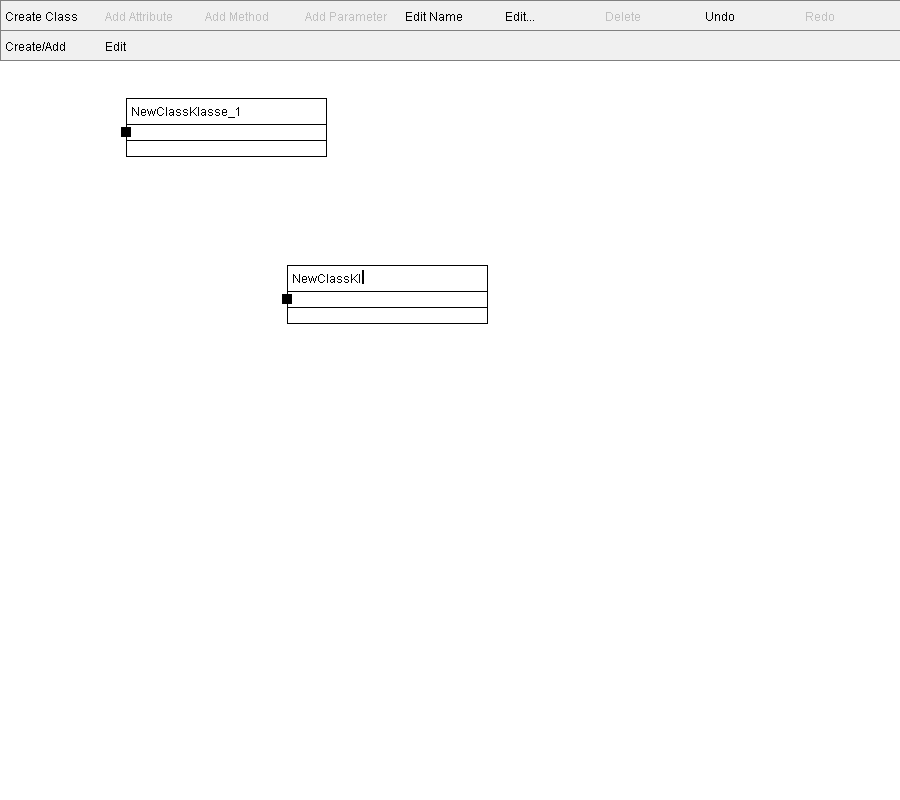 Create Class Add Attribute Add Method Add Parameter Edit Name Edit... Delete Undo Redo
Create/Add Edit
NewClassKlasse_1
NewClassKl